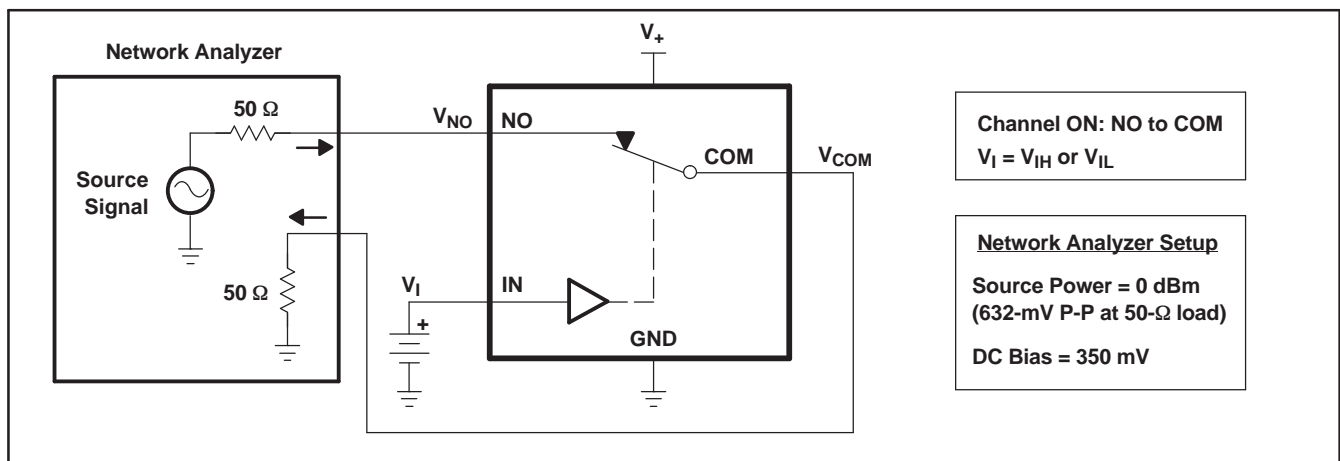 Network Analyzer
50 Ω
Source
Signal
50 Ω
V+
VNO
NO
COM
VCOM
VI
IN
+
GND
Channel ON: NO to COM
VI = VIH or VIL
Network Analyzer Setup
Source Power = 0 dBm
(632-mV P-P at 50-Ω load)
DC Bias = 350 mV